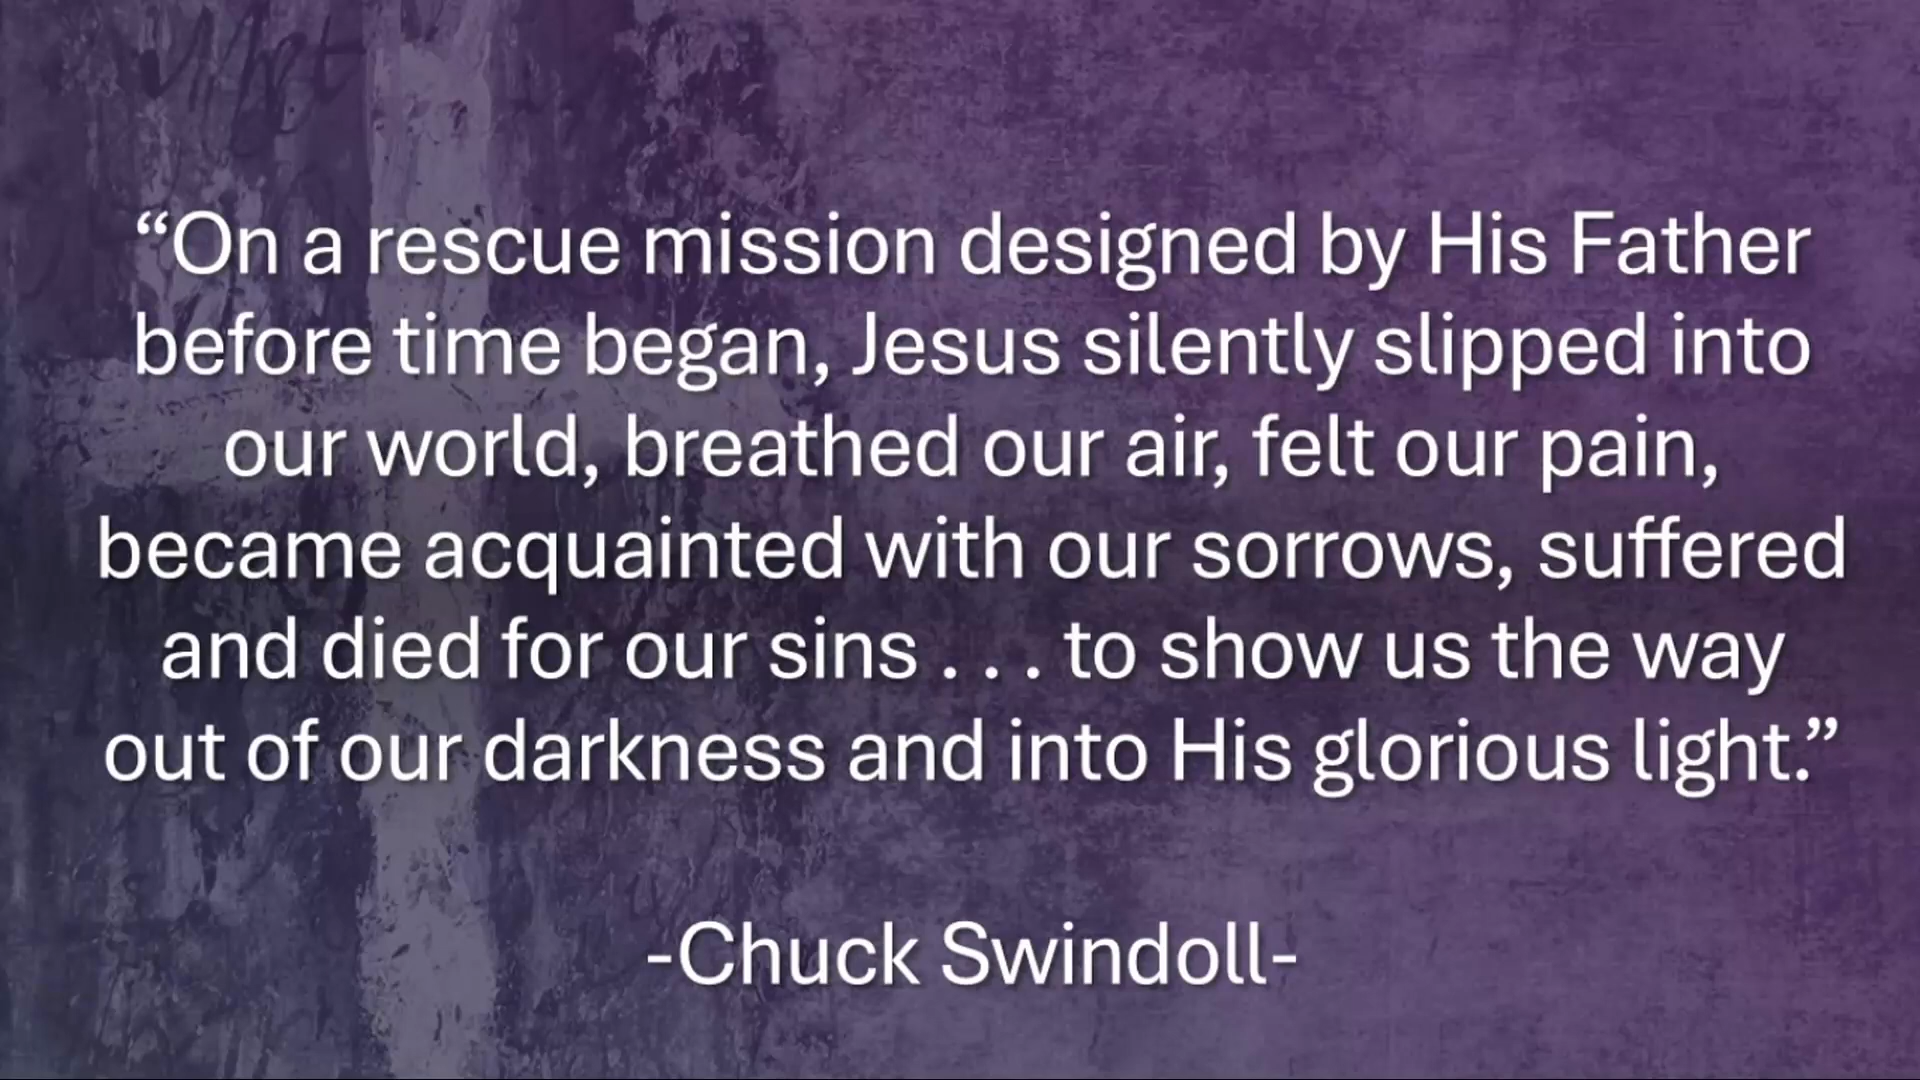 “On a rescue mission designed by His Father
before time began, Jesus silently slipped into
our world, breathed our air, felt our pain,
became acquainted with our sorrows, suffered
and died for our sins . . . to show us the way
out of our darkness and into His glorious light.”
-Chuck Swindoll-